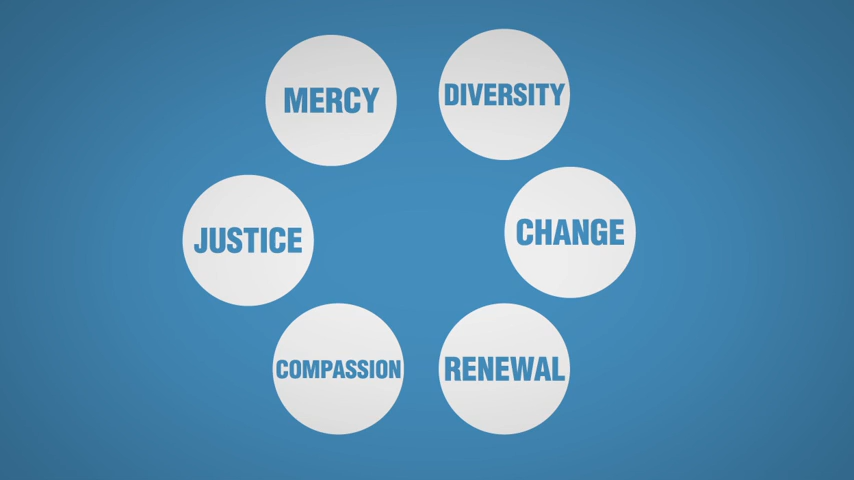 MERCY
DIVERSITY
JUSTICE
CHANGE
COMPASSION
RENEWAL